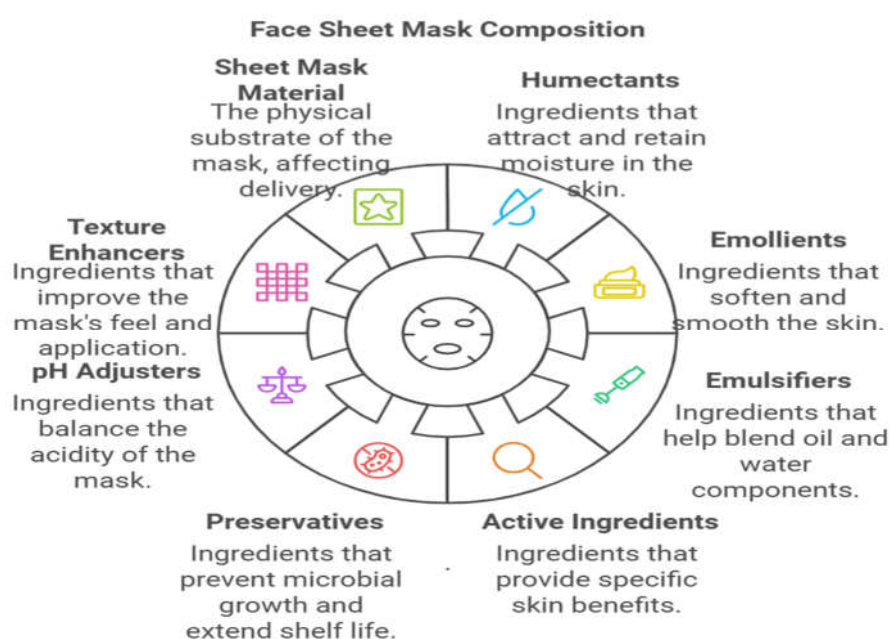 Face Sheet Mask Composition
Sheet Mask
Material
The physical
substrate of the
mask, affecting
delivery.
Humectants
Ingredients that
attract and retain
moisture in the
skin.
Texture
Enhancers
Ingredients that
improve the
mask's feel and
application.
Emollients
Ingredients that
soften and
smooth the skin.
pH Adjusters
Ingredients that
balance the
acidity of the
mask.
Emulsifiers
Ingredients that
help blend oil and
water
components.
Preservatives
Ingredients that
prevent microbial
growth and
extend shelf life.
Active Ingredients
Ingredients that
provide specific
skin benefits.